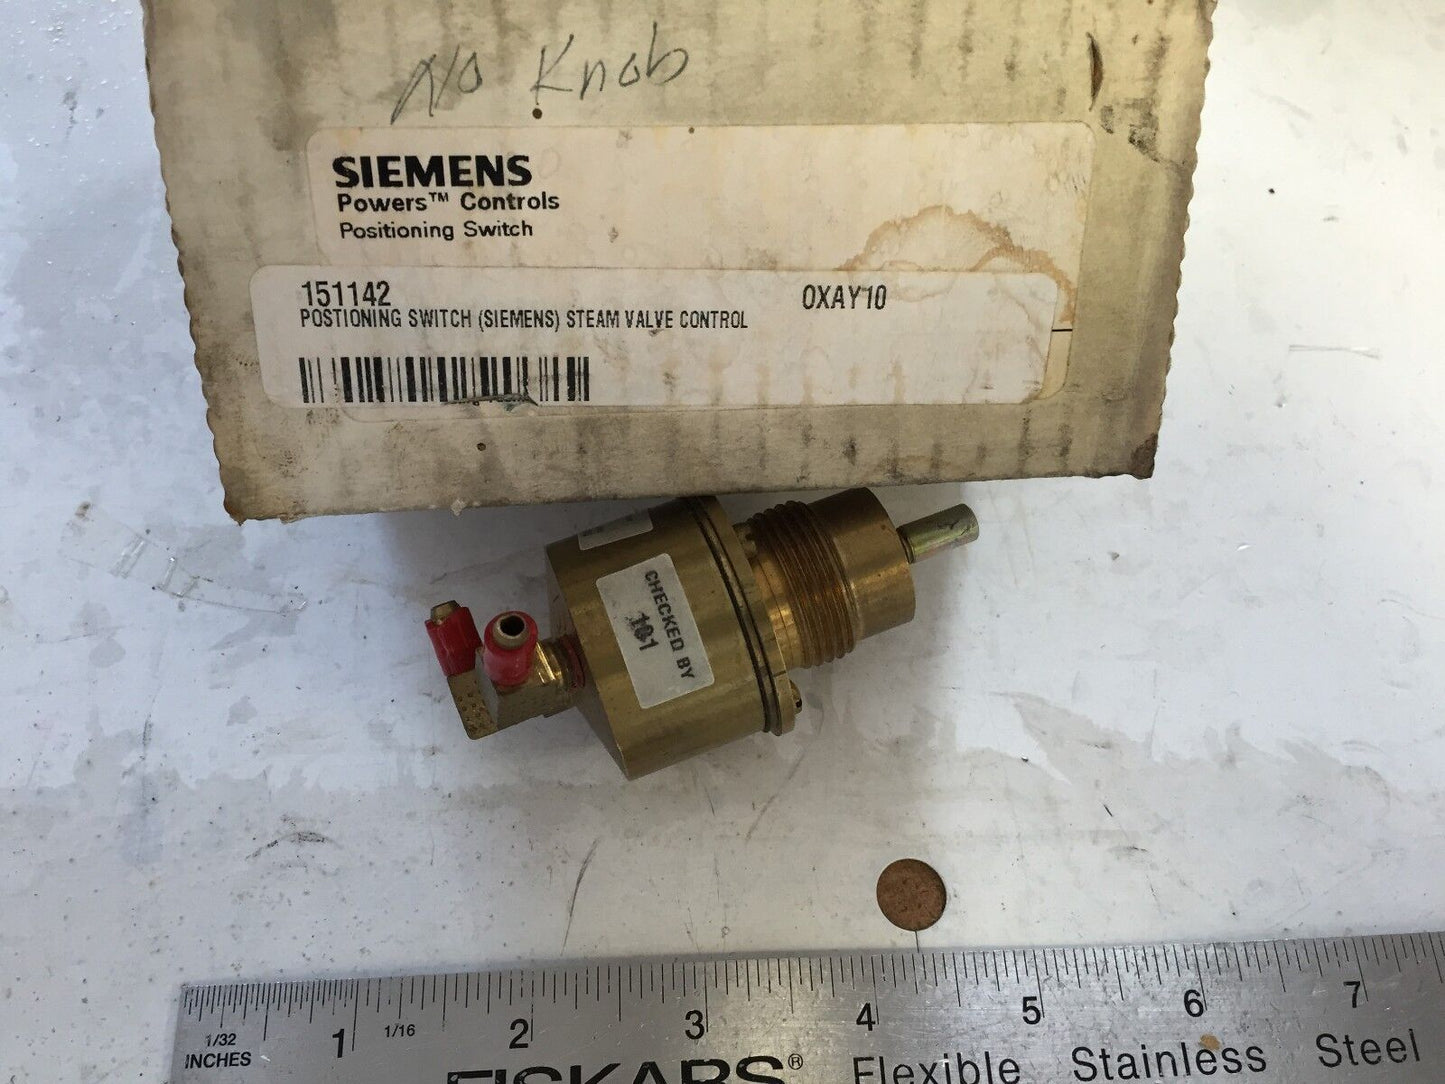 No Knob
SIEMENS
Powers™ Controls
Positioning Switch
151142 0XAY10
POSTIONING SWITCH (SIEMENS) STEAM VALVE CONTROL
CHECKED BY
101
1/32 1 1/16 2 3 4 5 6 7
INCHES
FISKARS® Flexible Stainless Steel